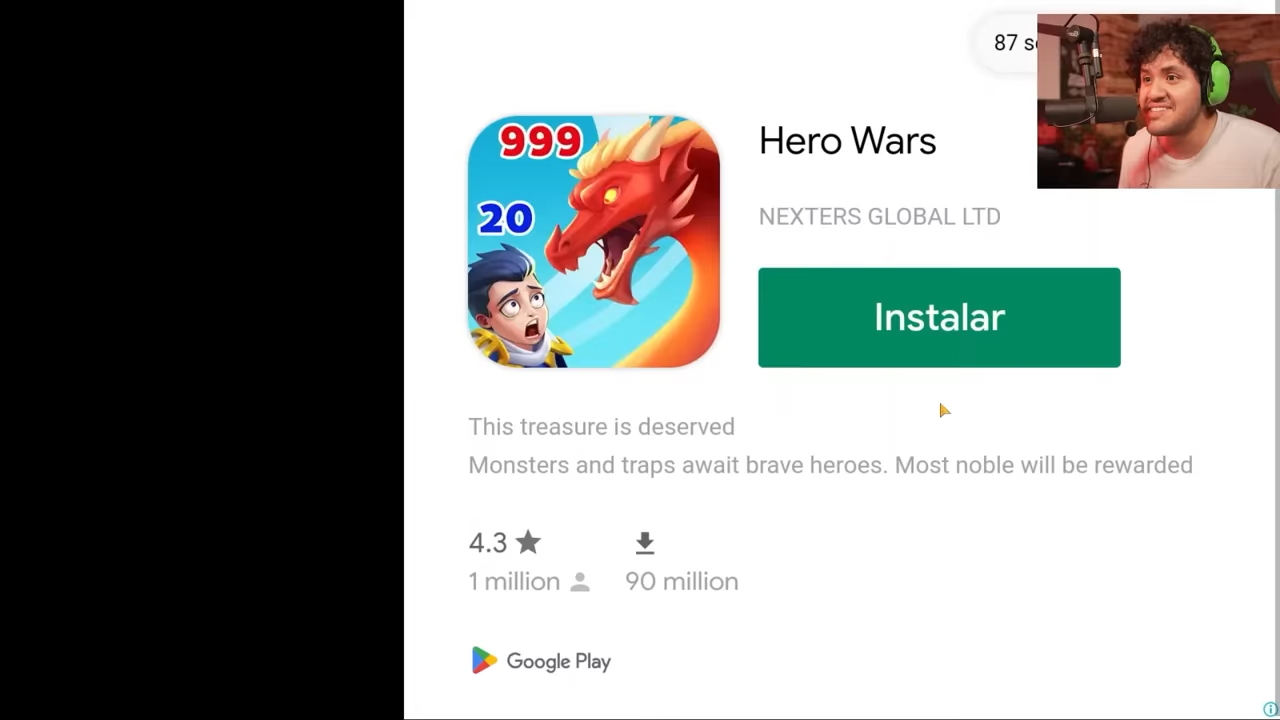 87 s
999
20
Hero Wars
NEXTERS GLOBAL LTD
Instalar
This treasure is deserved
Monsters and traps await brave heroes. Most noble will be rewarded
4.3
1 million
90 million
Google Play